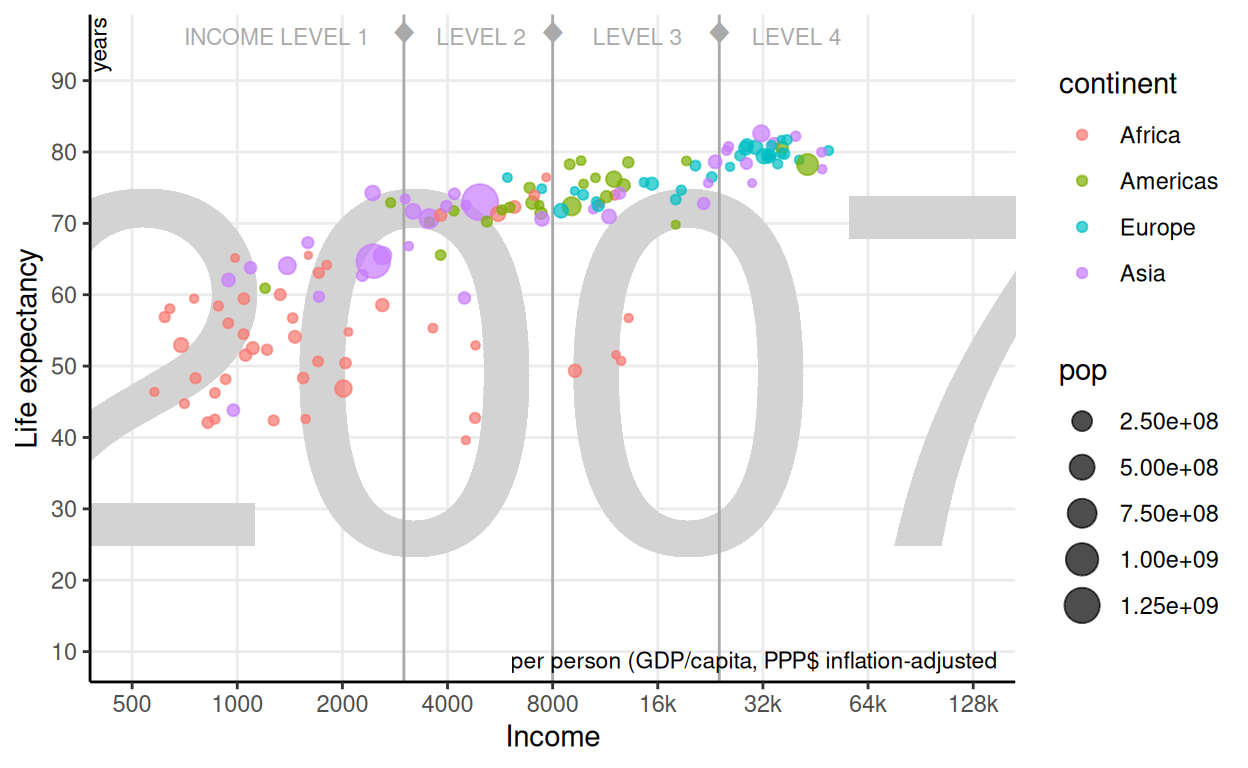 years
INCOME LEVEL 1 LEVEL 2 LEVEL 3 LEVEL 4
90
80
70
60
50
40
30
20
10
Life expectancy
2007
per person (GDP/capita, PPP$ inflation-adjusted
500 1000 2000 4000 8000 16k 32k 64k 128k
Income
continent
Africa
Americas
Europe
Asia
pop
2.50e+08
5.00e+08
7.50e+08
1.00e+09
1.25e+09